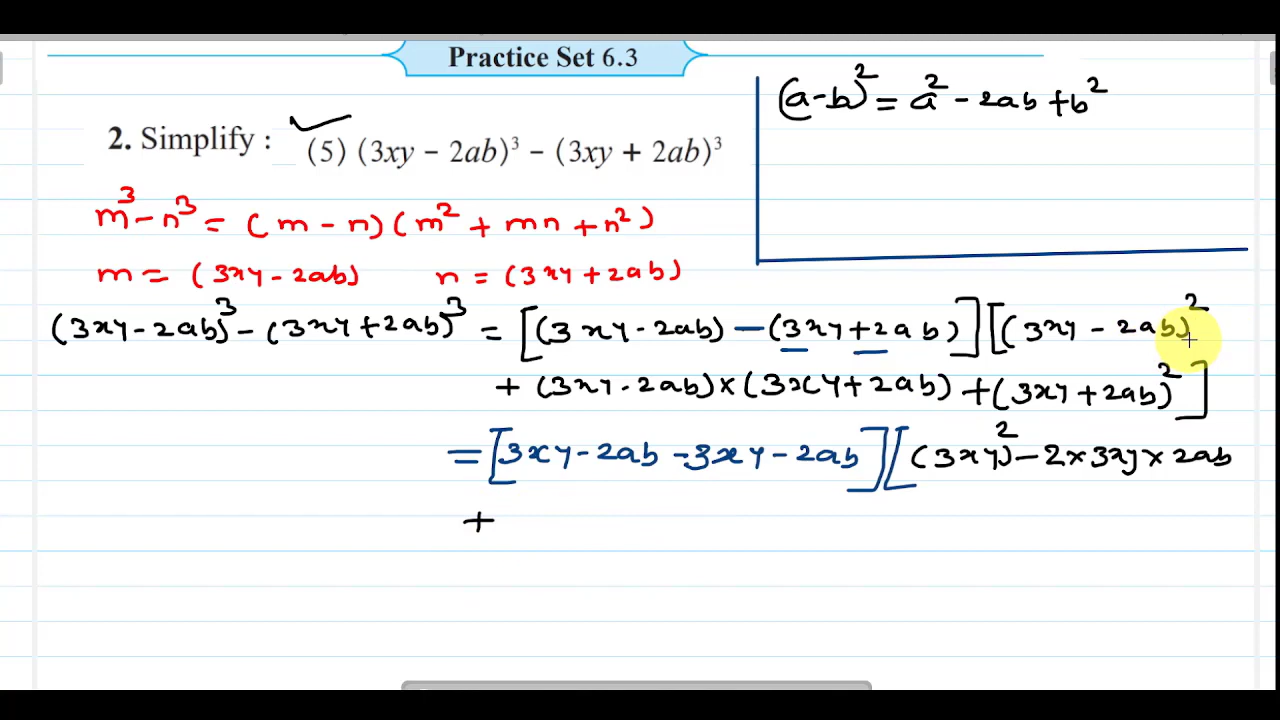 Practice Set 6.3
(a-b)² = a² - 2ab + b²
2. Simplify : (5) (3xy − 2ab)³ − (3xy + 2ab)³
m³ - n³ = (m - n) (m² + mn + n²)
m = (3xy - 2ab) n = (3xy + 2ab)
(3xy - 2ab)³ - (3xy + 2ab)³ = [(3xy - 2ab) - (3xy + 2ab)] [(3xy - 2ab)²
+ (3xy - 2ab) × (3xy + 2ab) + (3xy + 2ab)²]
= [3xy - 2ab - 3xy - 2ab] [(3xy)² - 2 × 3xy × 2ab
+